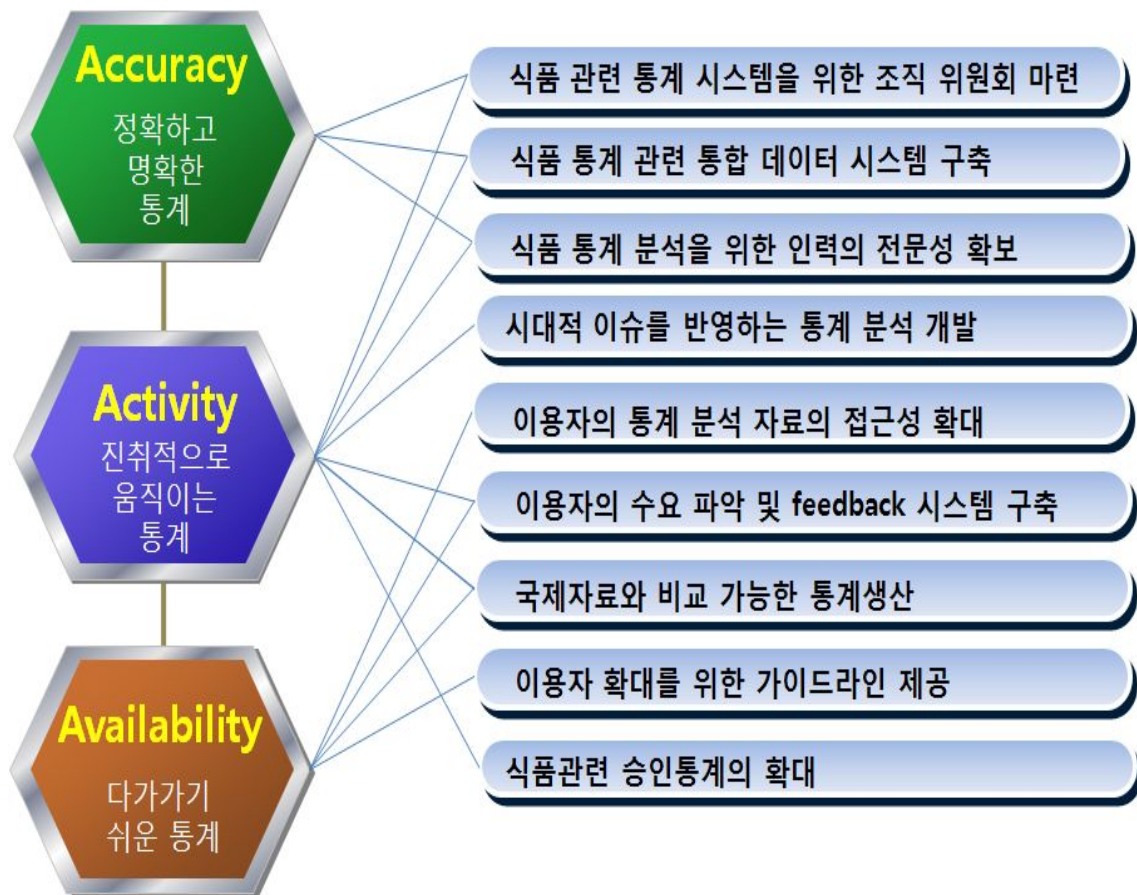 Accuracy
정확하고
명확한
통계
Activity
진취적으로
움직이는
통계
Availability
다가가기
쉬운 통계
식품 관련 통계 시스템을 위한 조직 위원회 마련
식품 통계 관련 통합 데이터 시스템 구축
식품 통계 분석을 위한 인력의 전문성 확보
시대적 이슈를 반영하는 통계 분석 개발
이용자의 통계 분석 자료의 접근성 확대
이용자의 수요 파악 및 feedback 시스템 구축
국제자료와 비교 가능한 통계생산
이용자 확대를 위한 가이드라인 제공
식품관련 승인통계의 확대